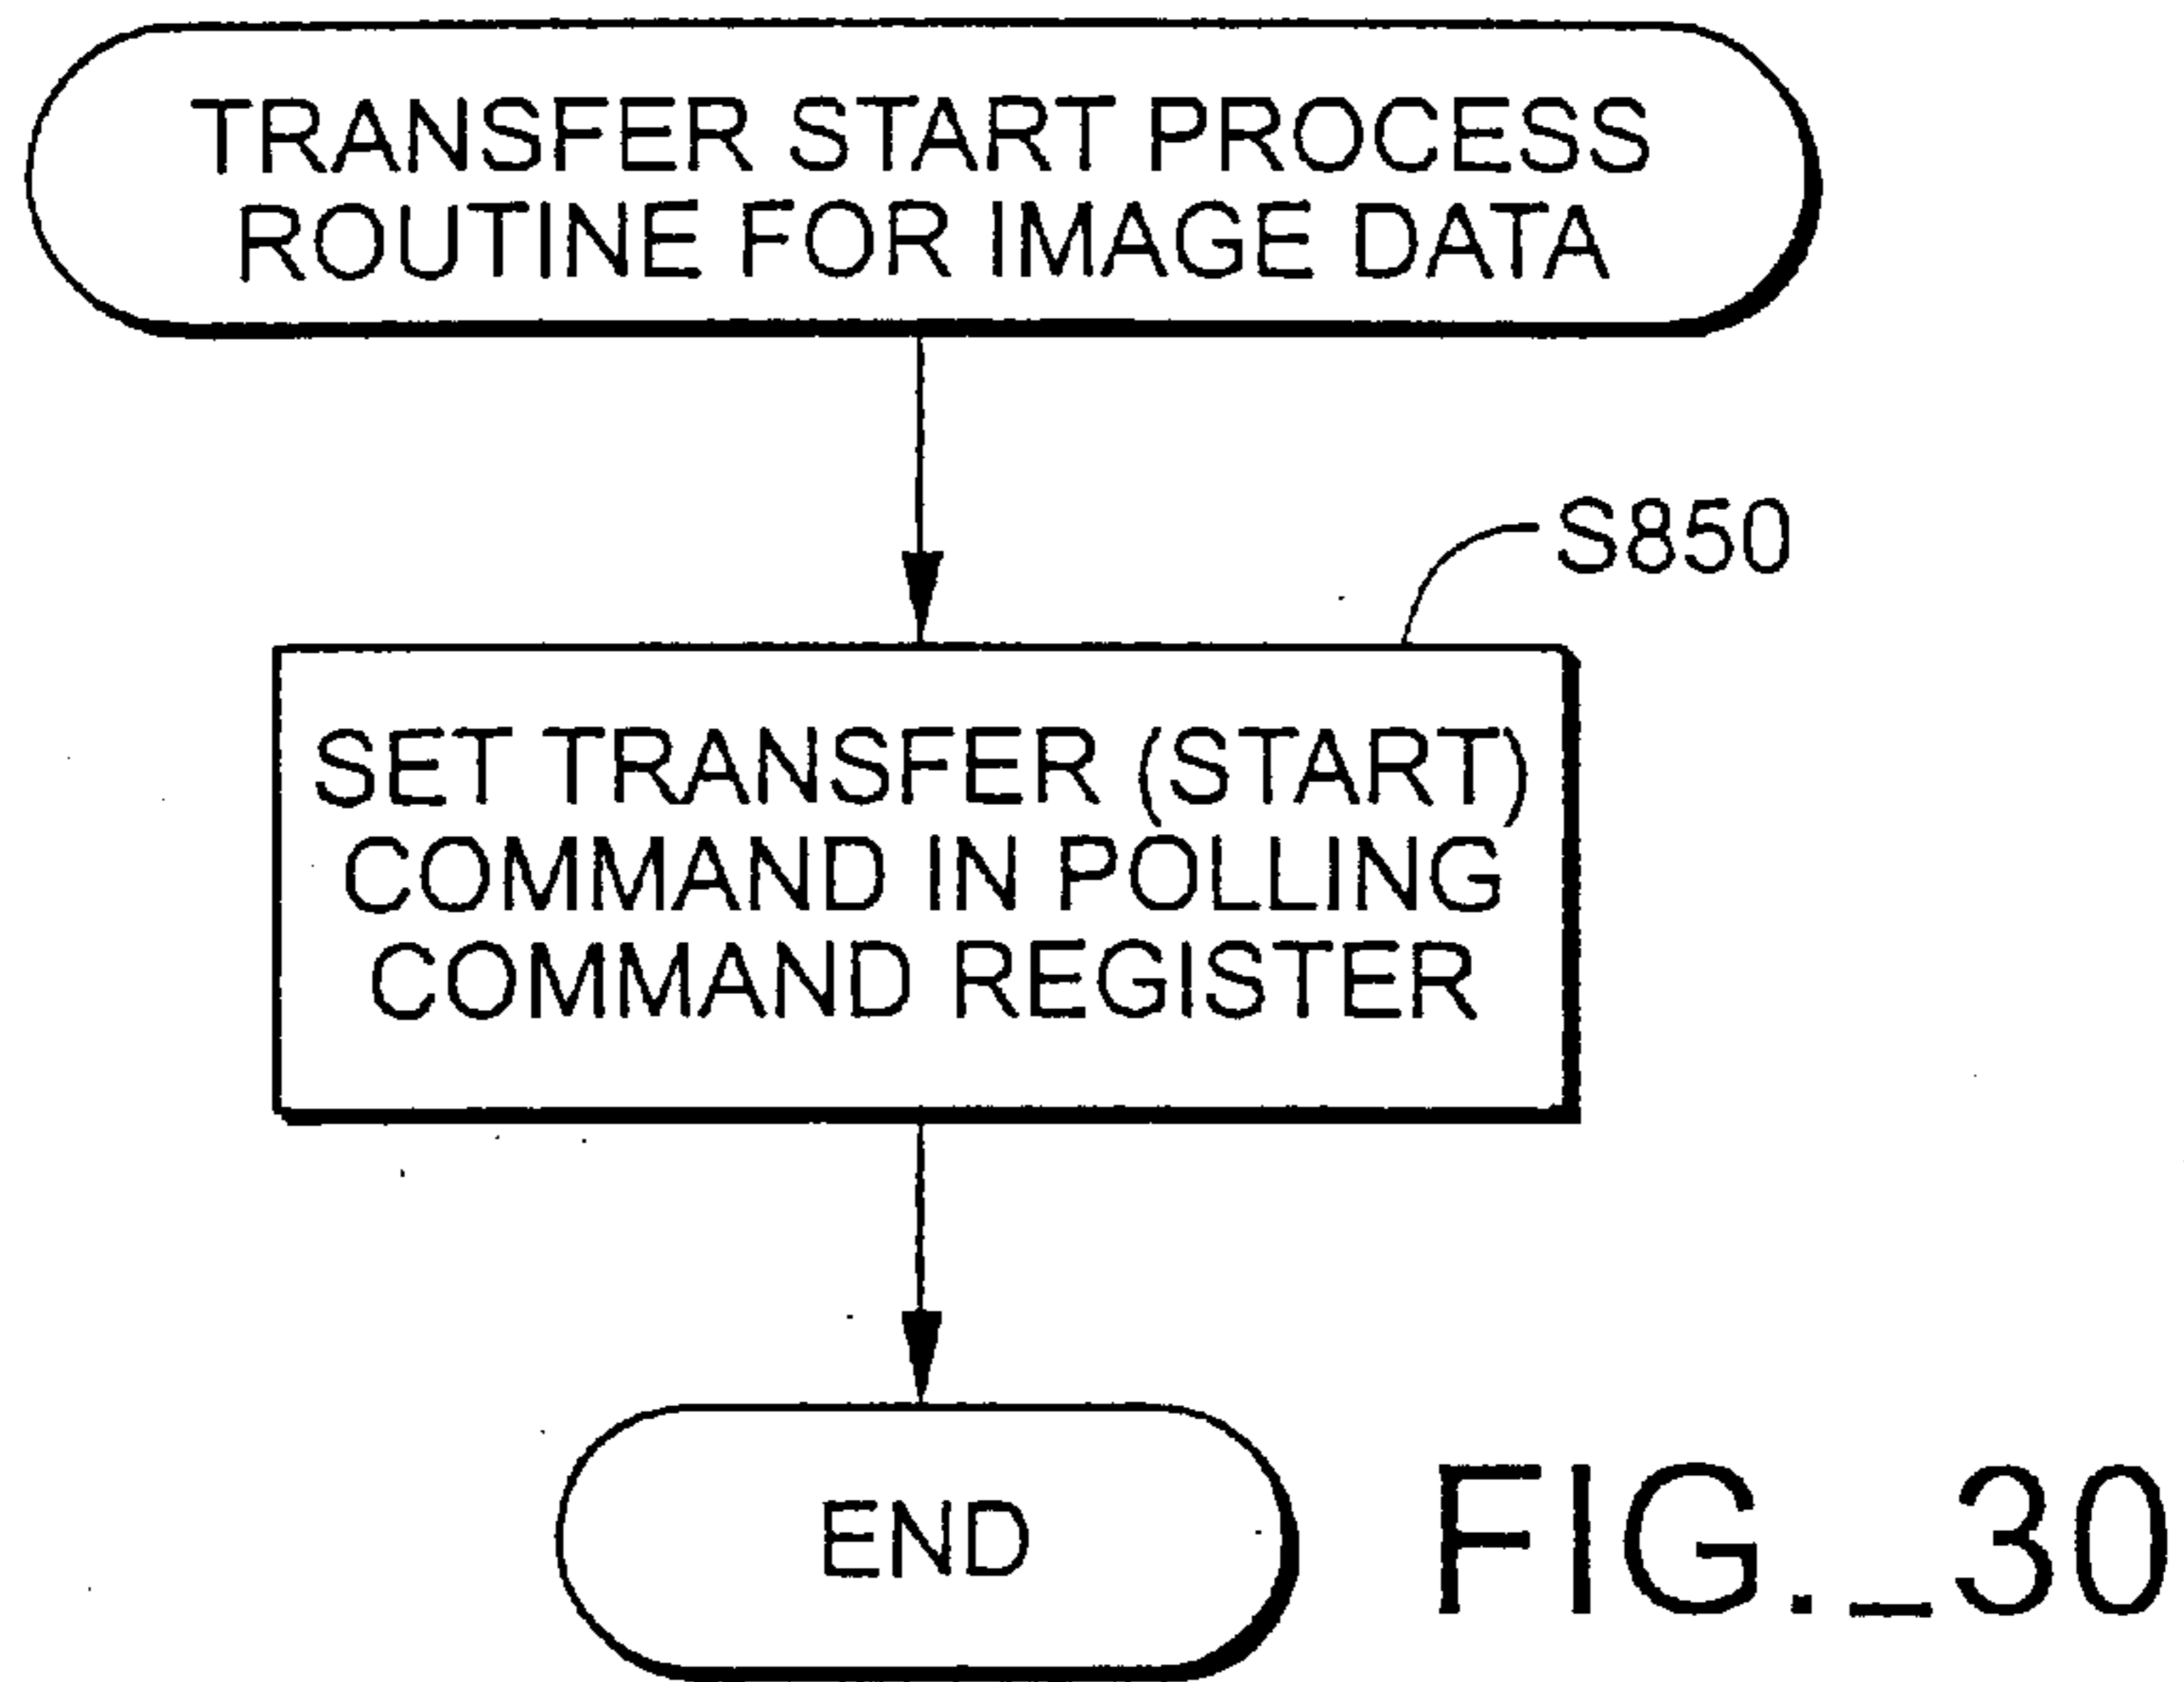 TRANSFER START PROCESS
ROUTINE FOR IMAGE DATA
S850
SET TRANSFER (START)
COMMAND IN POLLING
COMMAND REGISTER
END
FIG._30